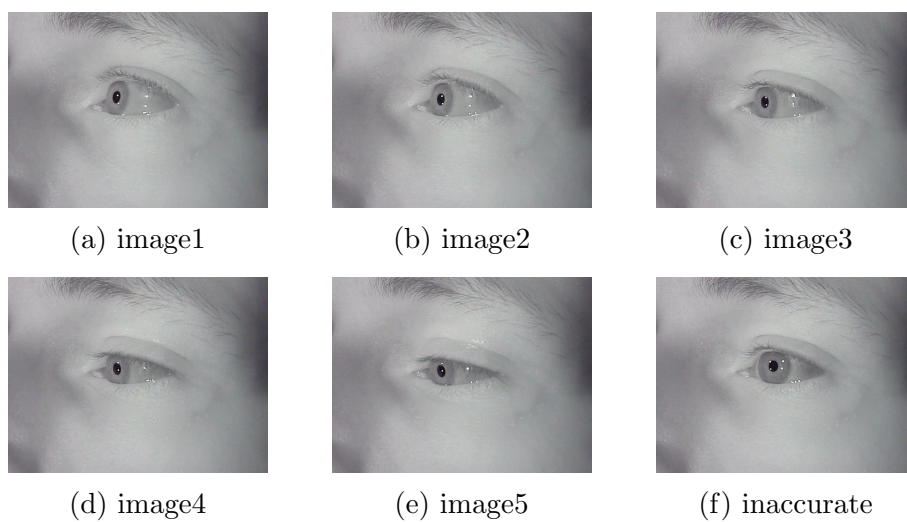 (a) image1
(b) image2
(c) image3
(d) image4
(e) image5
(f) inaccurate